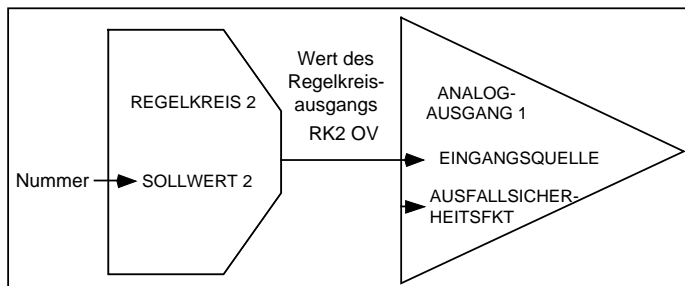 REGELKREIS 2
Nummer
SOLLWERT 2
Wert des
Regelkreis-
ausgangs
RK2 OV
ANALOG-
AUSGANG 1
EINGANGSQUELLE
AUSFALLSICHER-
HEITSFKT